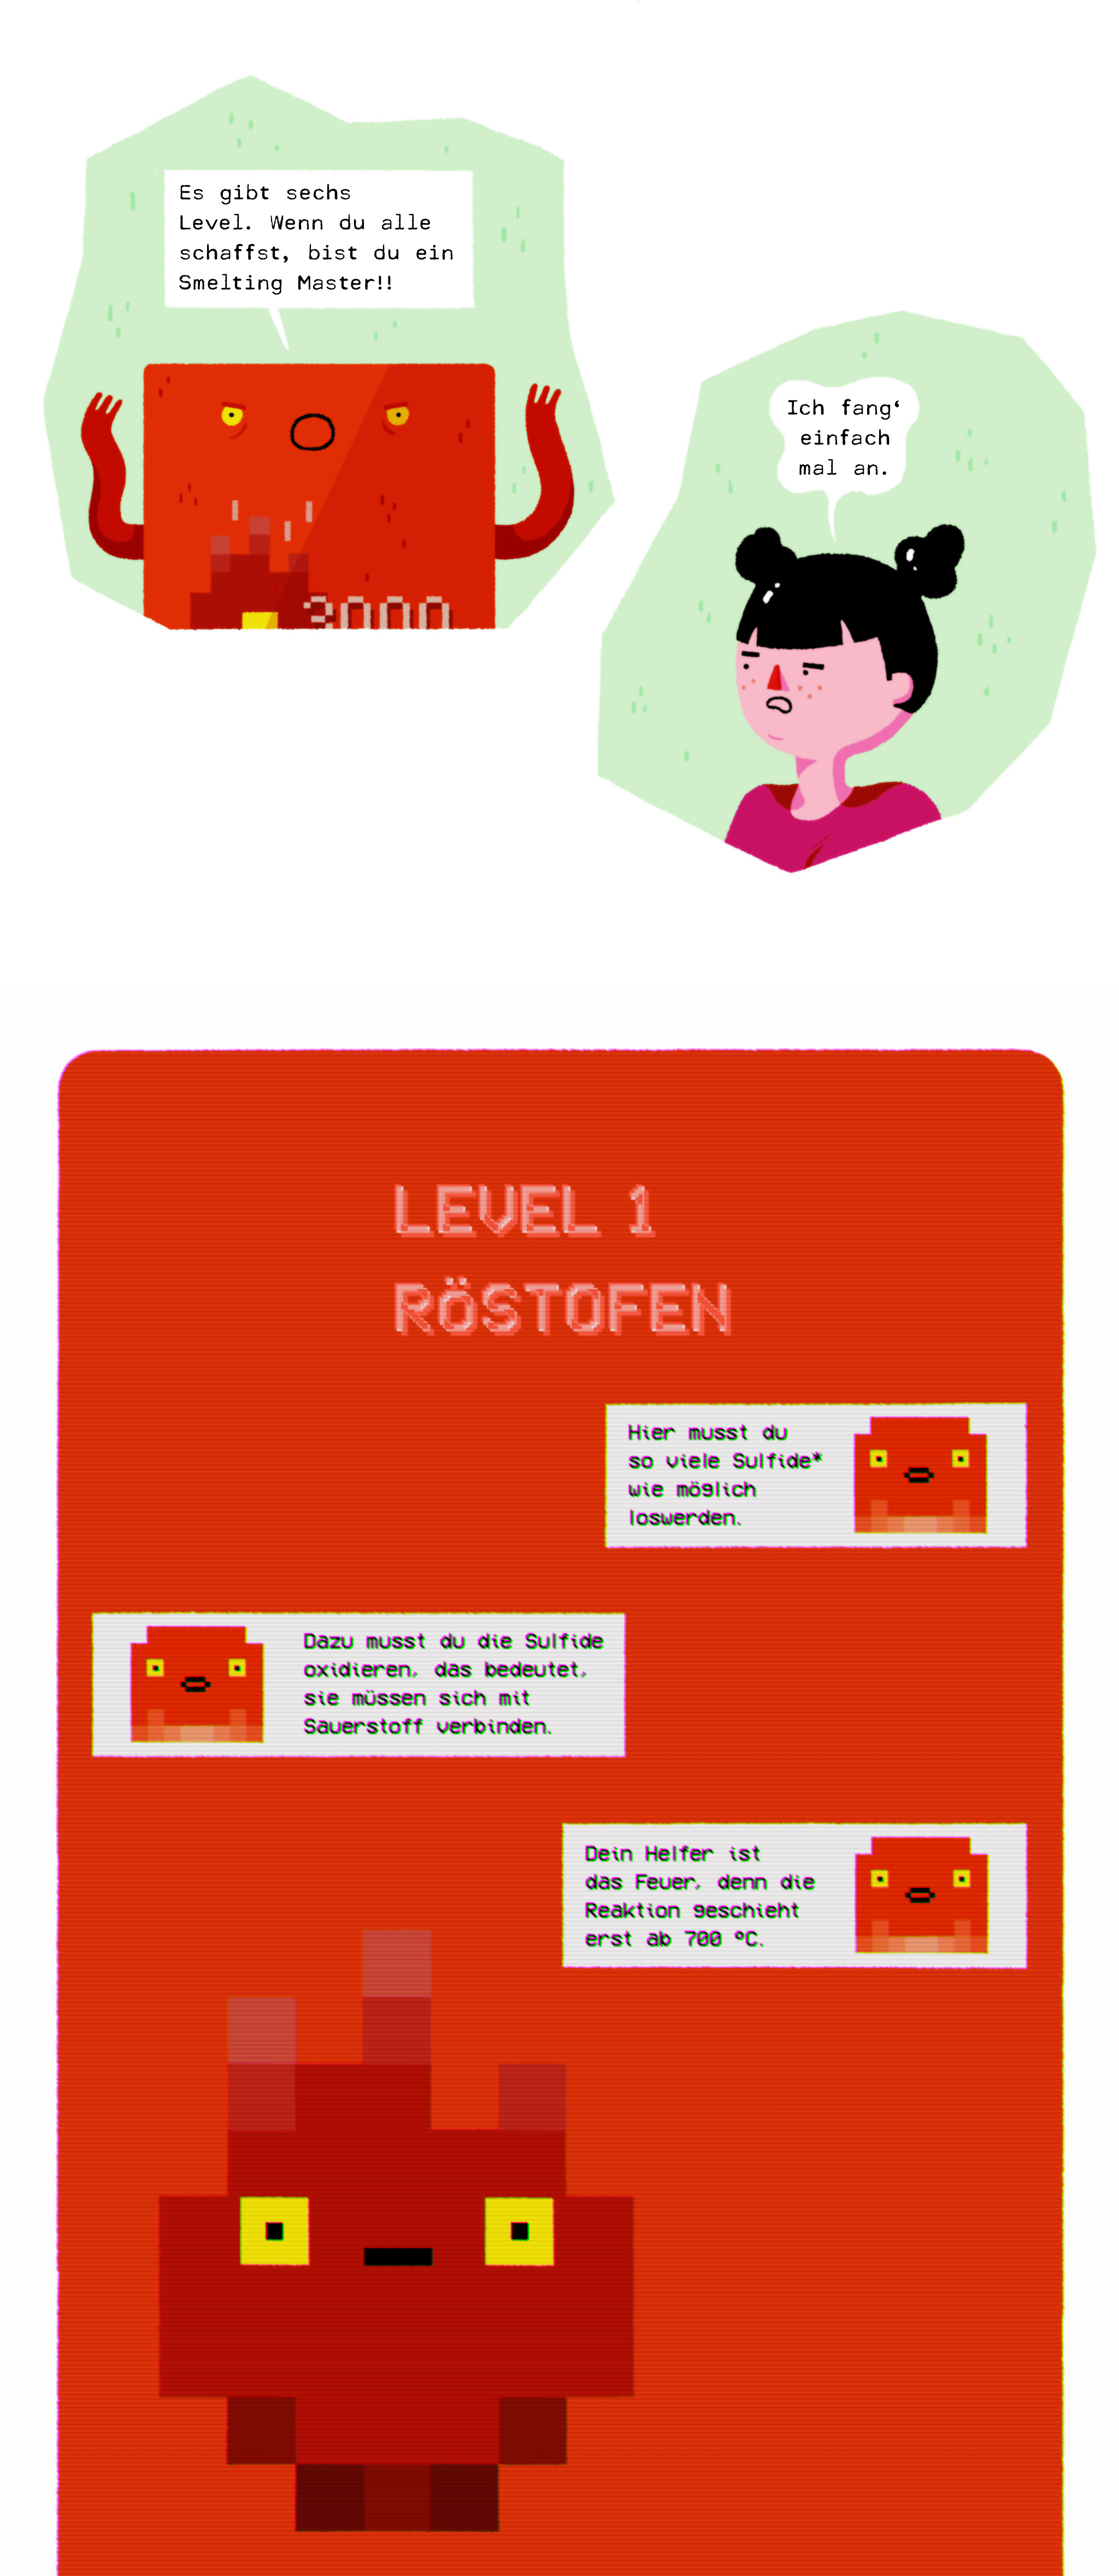 Es gibt sechs
Level. Wenn du alle
schaffst, bist du ein
Smelting Master!!
Ich fang‘
einfach
mal an.
LEVEL 1
RÖSTOFEN
Hier musst du
so viele Sulfide*
wie möglich
loswerden.
Dazu musst du die Sulfide
oxidieren, das bedeutet,
sie müssen sich mit
Sauerstoff verbinden.
Dein Helfer ist
das Feuer, denn die
Reaktion geschieht
erst ab 700 °C.